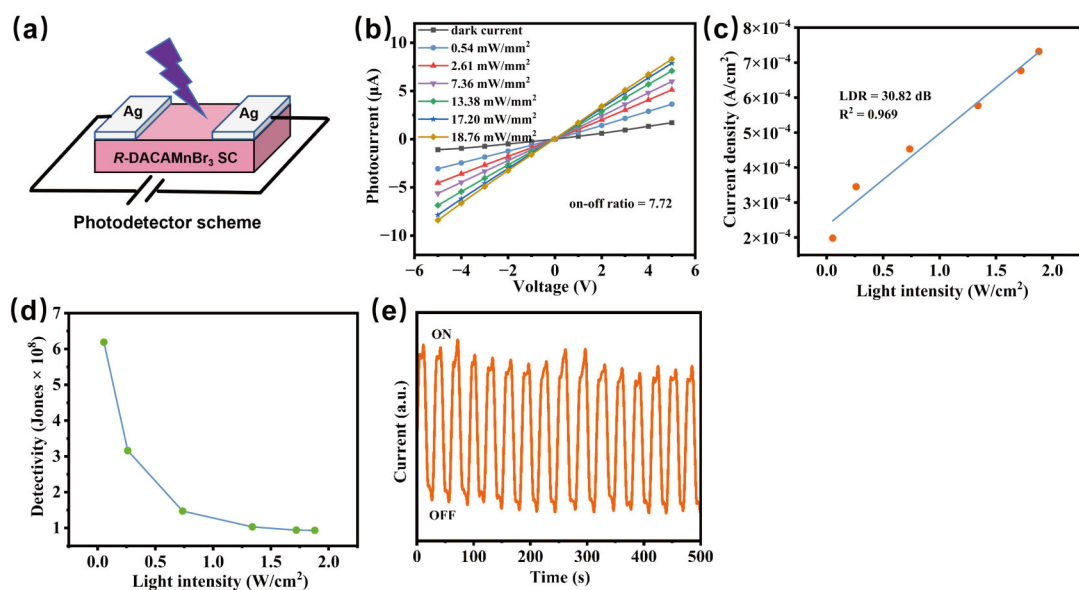 (a)
Ag
Ag
R-DACAMnBr₃ SC
Photodetector scheme
(b)
Photocurrent (μA)
10
5
0
−5
−10
dark current
0.54 mW/mm²
2.61 mW/mm²
7.36 mW/mm²
13.38 mW/mm²
17.20 mW/mm²
18.76 mW/mm²
on-off ratio = 7.72
−6 −4 −2 0 2 4 6
Voltage (V)
(c)
Current density (A/cm²)
8×10⁻⁴
7×10⁻⁴
6×10⁻⁴
5×10⁻⁴
4×10⁻⁴
3×10⁻⁴
2×10⁻⁴
LDR = 30.82 dB
R² = 0.969
0.0 0.5 1.0 1.5 2.0
Light intensity (W/cm²)
(d)
Detectivity (Jones × 10⁸)
7
6
5
4
3
2
1
0.0 0.5 1.0 1.5 2.0
Light intensity (W/cm²)
(e)
Current (a.u.)
ON
OFF
0 100 200 300 400 500
Time (s)